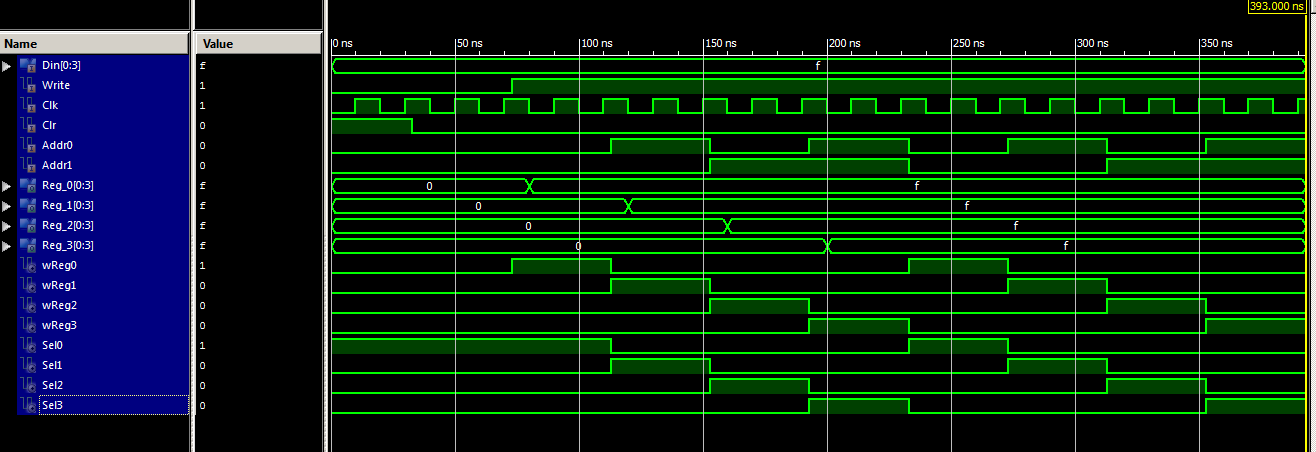 393.000 ns
Name Value
0 ns 50 ns 100 ns 150 ns 200 ns 250 ns 300 ns 350 ns
Din[0:3] f f
Write 1
Clk 1
Clr 0
Addr0 0
Addr1 0
Reg_0[0:3] f 0 f
Reg_1[0:3] f 0 f
Reg_2[0:3] f 0 f
Reg_3[0:3] f 0 f
wReg0 1
wReg1 0
wReg2 0
wReg3 0
Sel0 1
Sel1 0
Sel2 0
Sel3 0